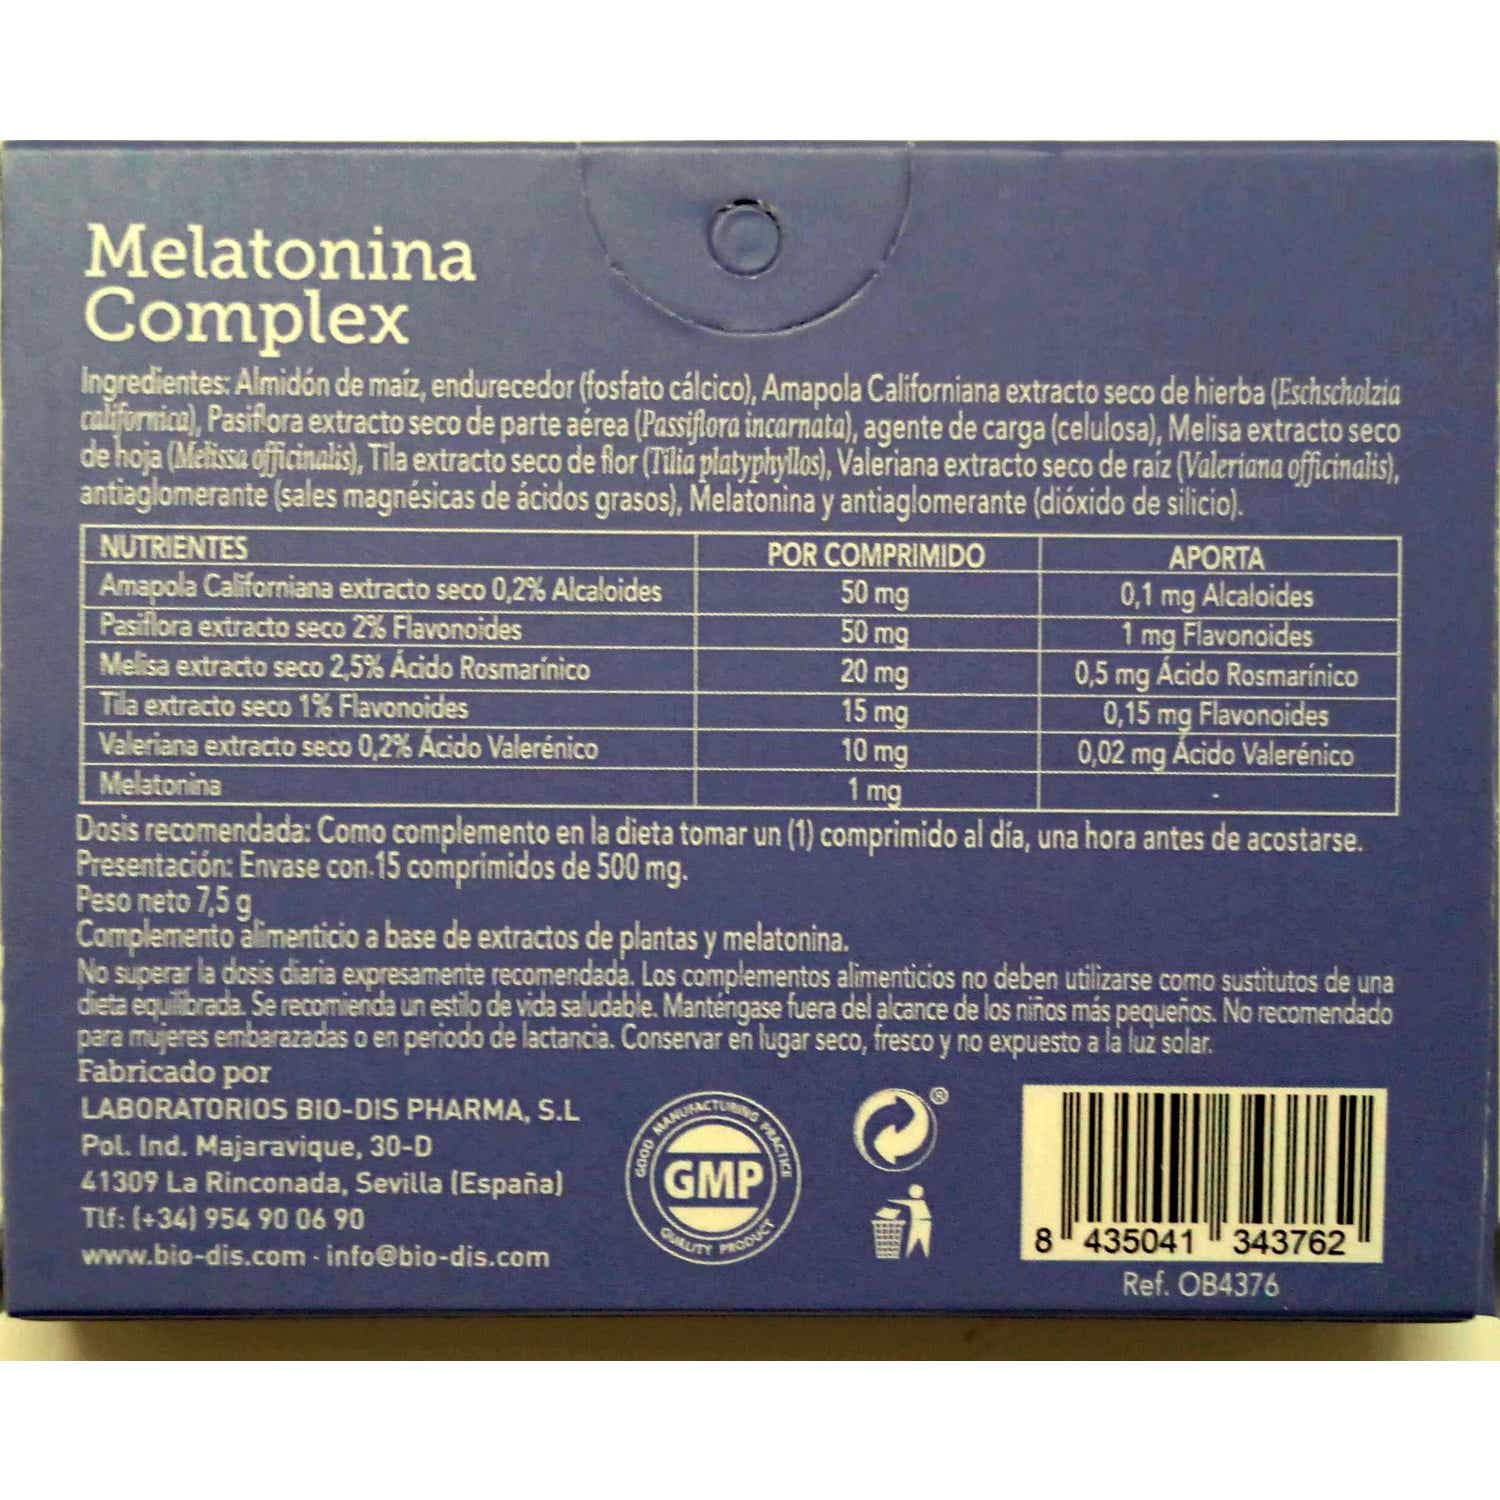 Melatonina
Complex
Ingredientes: Almidón de maíz, endurecedor (fosfato cálcico), Amapola Californiana extracto seco de hierba (Eschscholzia
californica), Pasiflora extracto seco de parte aérea (Passiflora incarnata), agente de carga (celulosa), Melisa extracto seco
de hoja (Melissa officinalis), Tila extracto seco de flor (Tilia platyphyllos), Valeriana extracto seco de raíz (Valeriana officinalis),
antiaglomerante (sales magnésicas de ácidos grasos), Melatonina y antiaglomerante (dióxido de silicio).
NUTRIENTES POR COMPRIMIDO APORTA
Amapola Californiana extracto seco 0,2% Alcaloides 50 mg 0,1 mg Alcaloides
Pasiflora extracto seco 2% Flavonoides 50 mg 1 mg Flavonoides
Melisa extracto seco 2,5% Ácido Rosmarínico 20 mg 0,5 mg Ácido Rosmarínico
Tila extracto seco 1% Flavonoides 15 mg 0,15 mg Flavonoides
Valeriana extracto seco 0,2% Ácido Valerénico 10 mg 0,02 mg Ácido Valerénico
Melatonina 1 mg -
Dosis recomendada: Como complemento en la dieta tomar un (1) comprimido al día, una hora antes de acostarse.
Presentación: Envase con 15 comprimidos de 500 mg.
Peso neto 7,5 g
Complemento alimenticio a base de extractos de plantas y melatonina.
No superar la dosis diaria expresamente recomendada. Los complementos alimenticios no deben utilizarse como sustitutos de una
dieta equilibrada. Se recomienda un estilo de vida saludable. Manténgase fuera del alcance de los niños más pequeños. No recomendado
para mujeres embarazadas o en periodo de lactancia. Conservar en lugar seco, fresco y no expuesto a la luz solar.
Fabricado por
LABORATORIOS BIO-DIS PHARMA, S.L
Pol. Ind. Majaravique, 30-D
41309 La Rinconada, Sevilla (España)
Tlf: (+34) 954 90 06 90
www.bio-dis.com · info@bio-dis.com
GOOD MANUFACTURING PRACTICE
GMP
QUALITY PRODUCT
®
8 435041 343762
Ref. OB4376